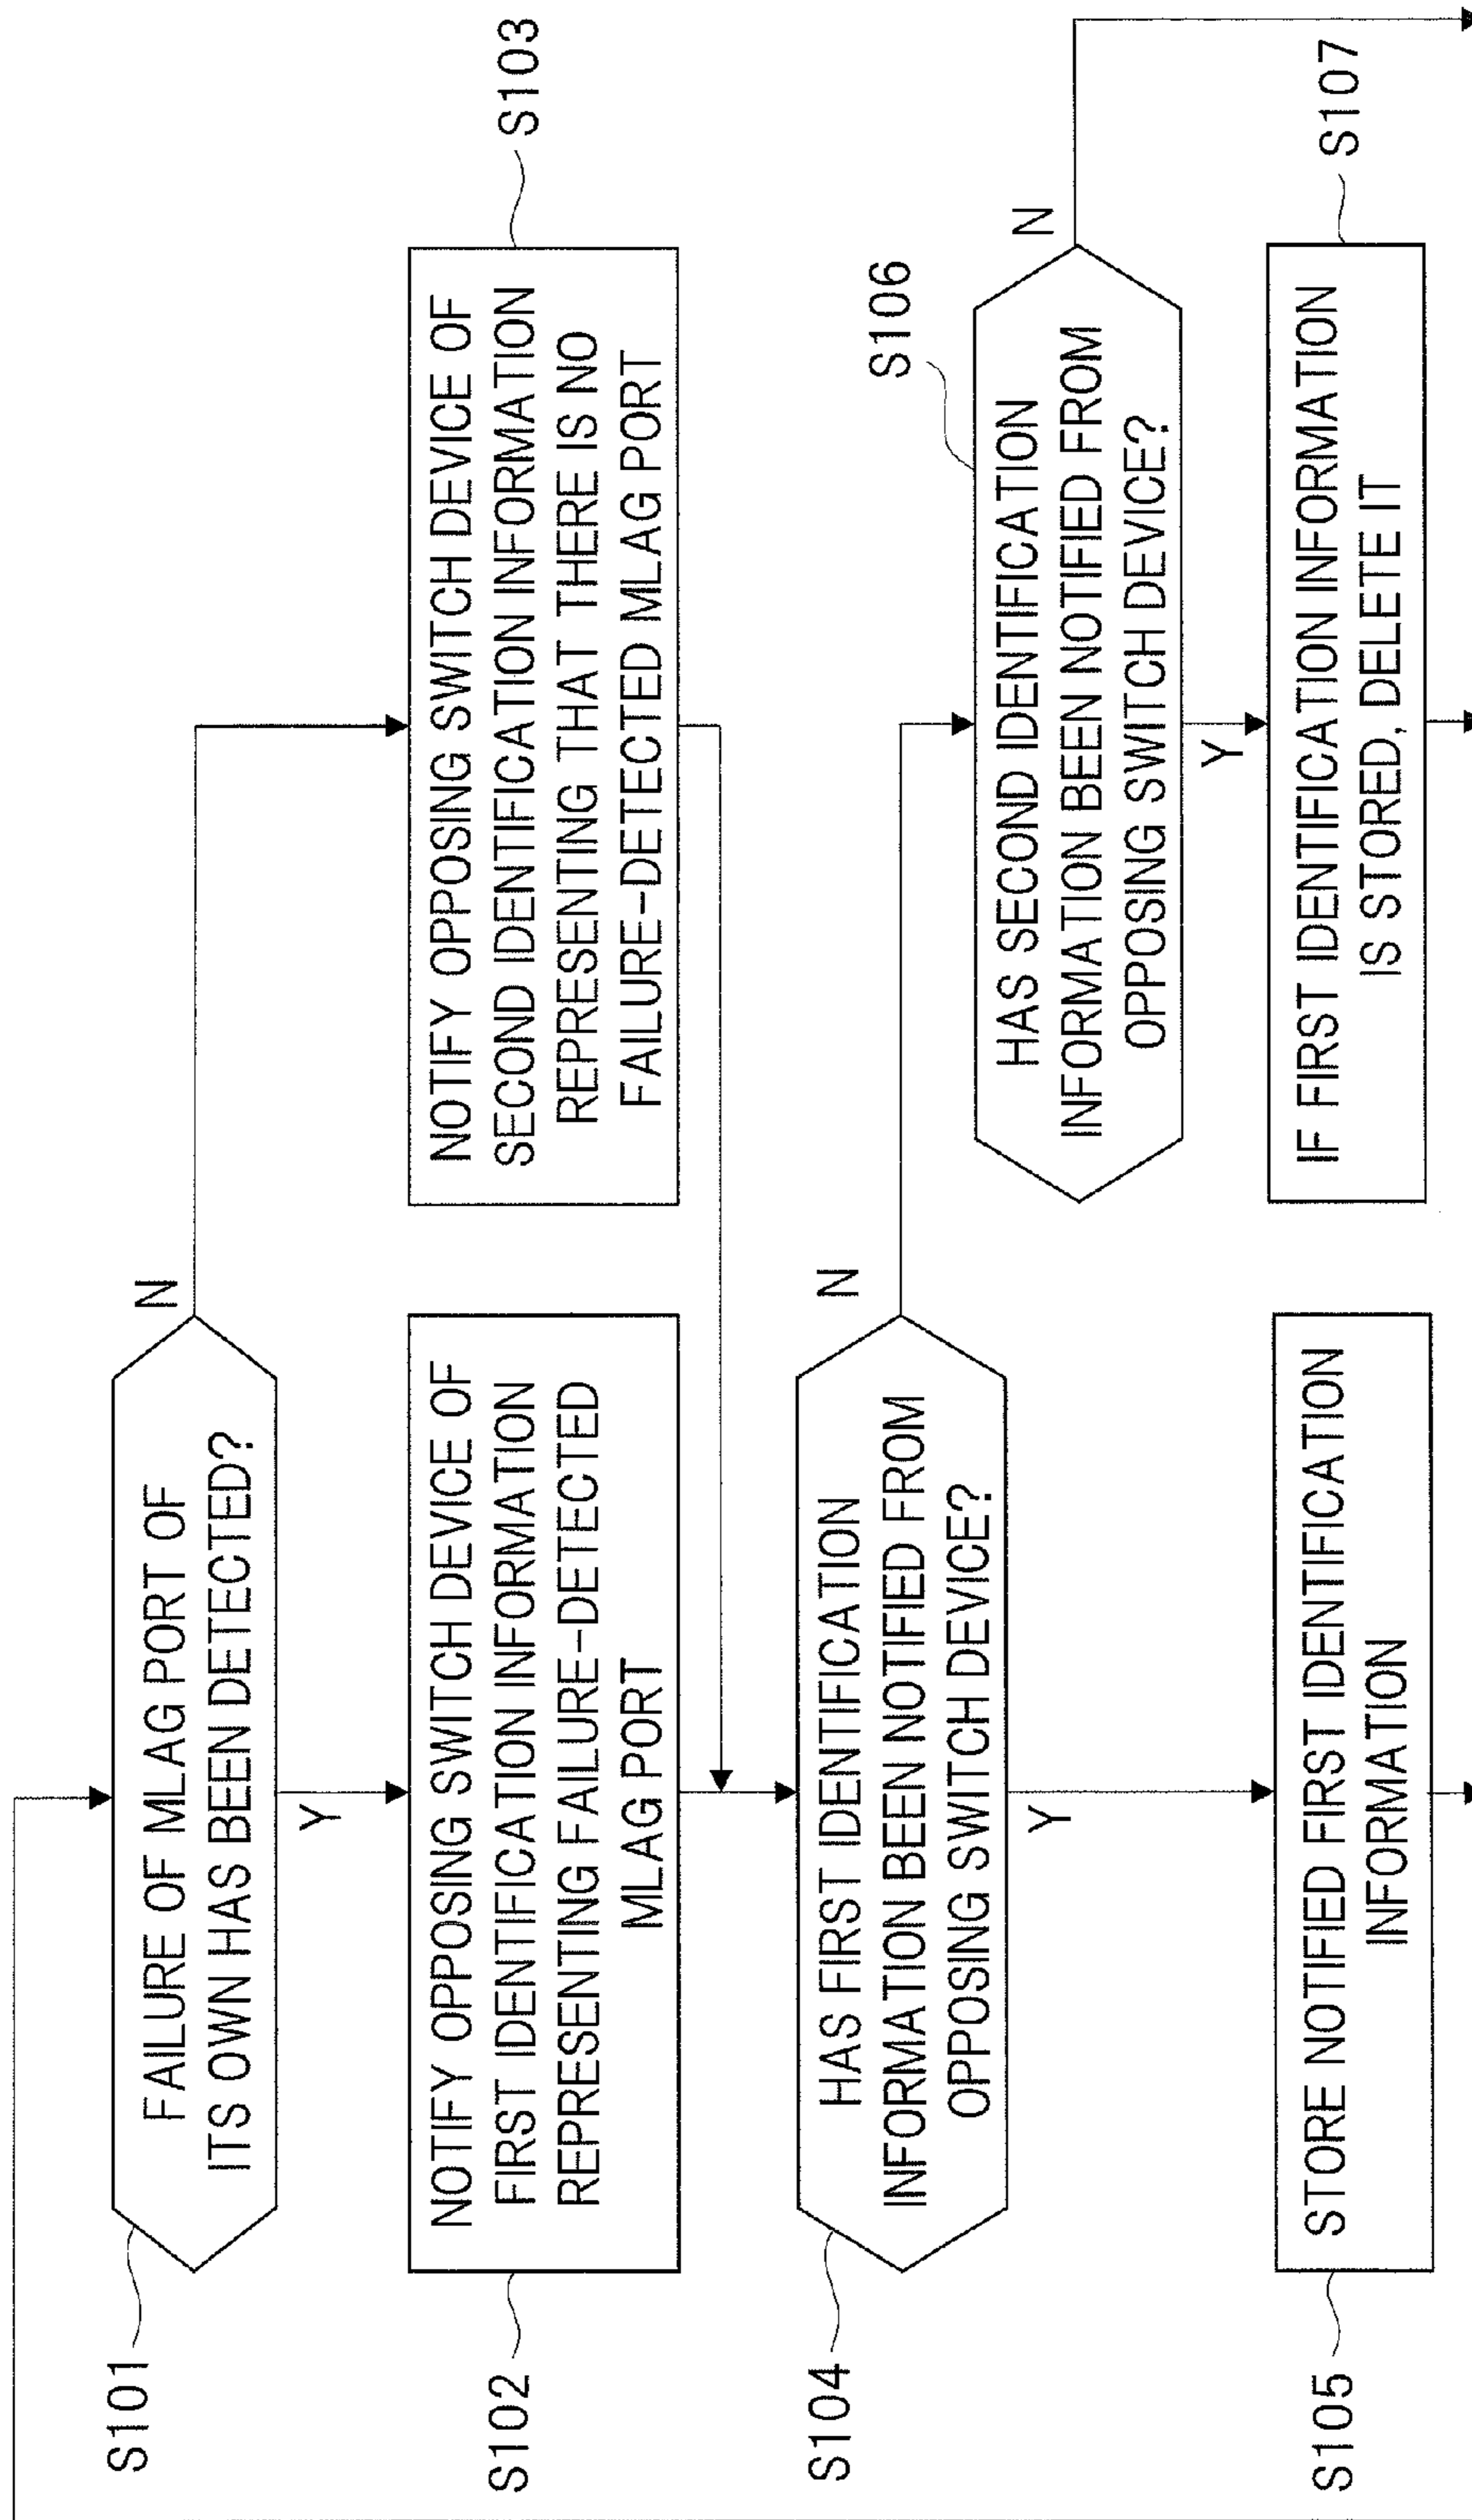 S101
FAILURE OF MLAG PORT OF
ITS OWN HAS BEEN DETECTED?
N
Y
S102
NOTIFY OPPOSING SWITCH DEVICE OF
FIRST IDENTIFICATION INFORMATION
REPRESENTING FAILURE-DETECTED
MLAG PORT
S103
NOTIFY OPPOSING SWITCH DEVICE OF
SECOND IDENTIFICATION INFORMATION
REPRESENTING THAT THERE IS NO
FAILURE-DETECTED MLAG PORT
S104
HAS FIRST IDENTIFICATION
INFORMATION BEEN NOTIFIED FROM
OPPOSING SWITCH DEVICE?
N
Y
S106
HAS SECOND IDENTIFICATION
INFORMATION BEEN NOTIFIED FROM
OPPOSING SWITCH DEVICE?
N
Y
S105
STORE NOTIFIED FIRST IDENTIFICATION
INFORMATION
S107
IF FIRST IDENTIFICATION INFORMATION
IS STORED, DELETE IT